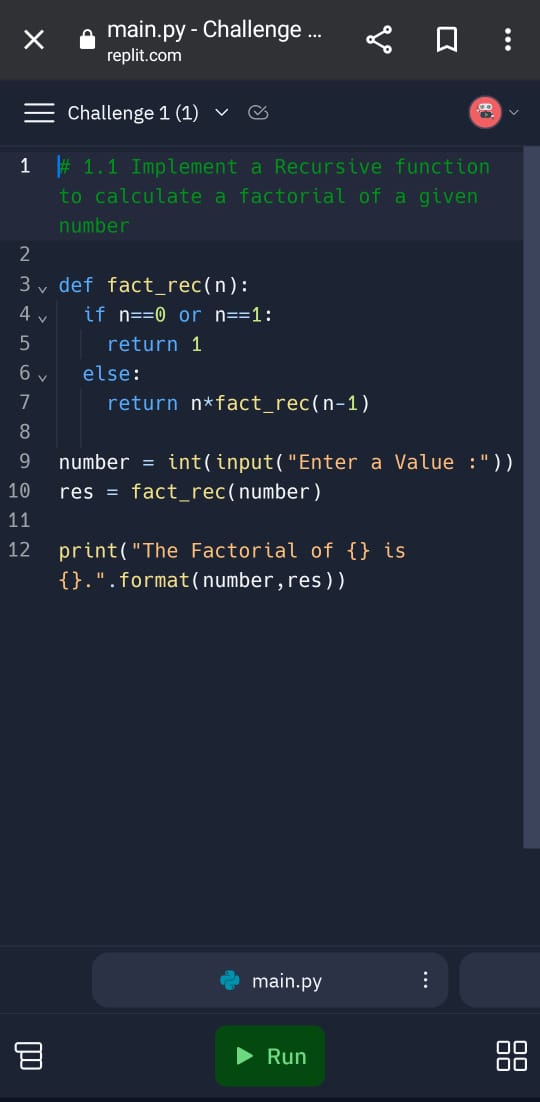 main.py - Challenge ...
replit.com
Challenge 1 (1)
1 # 1.1 Implement a Recursive function
to calculate a factorial of a given
number
2
3 def fact_rec(n):
4 if n==0 or n==1:
5 return 1
6 else:
7 return n*fact_rec(n-1)
8
9 number = int(input("Enter a Value :"))
10 res = fact_rec(number)
11
12 print("The Factorial of {} is
{}.".format(number,res))
main.py
Run